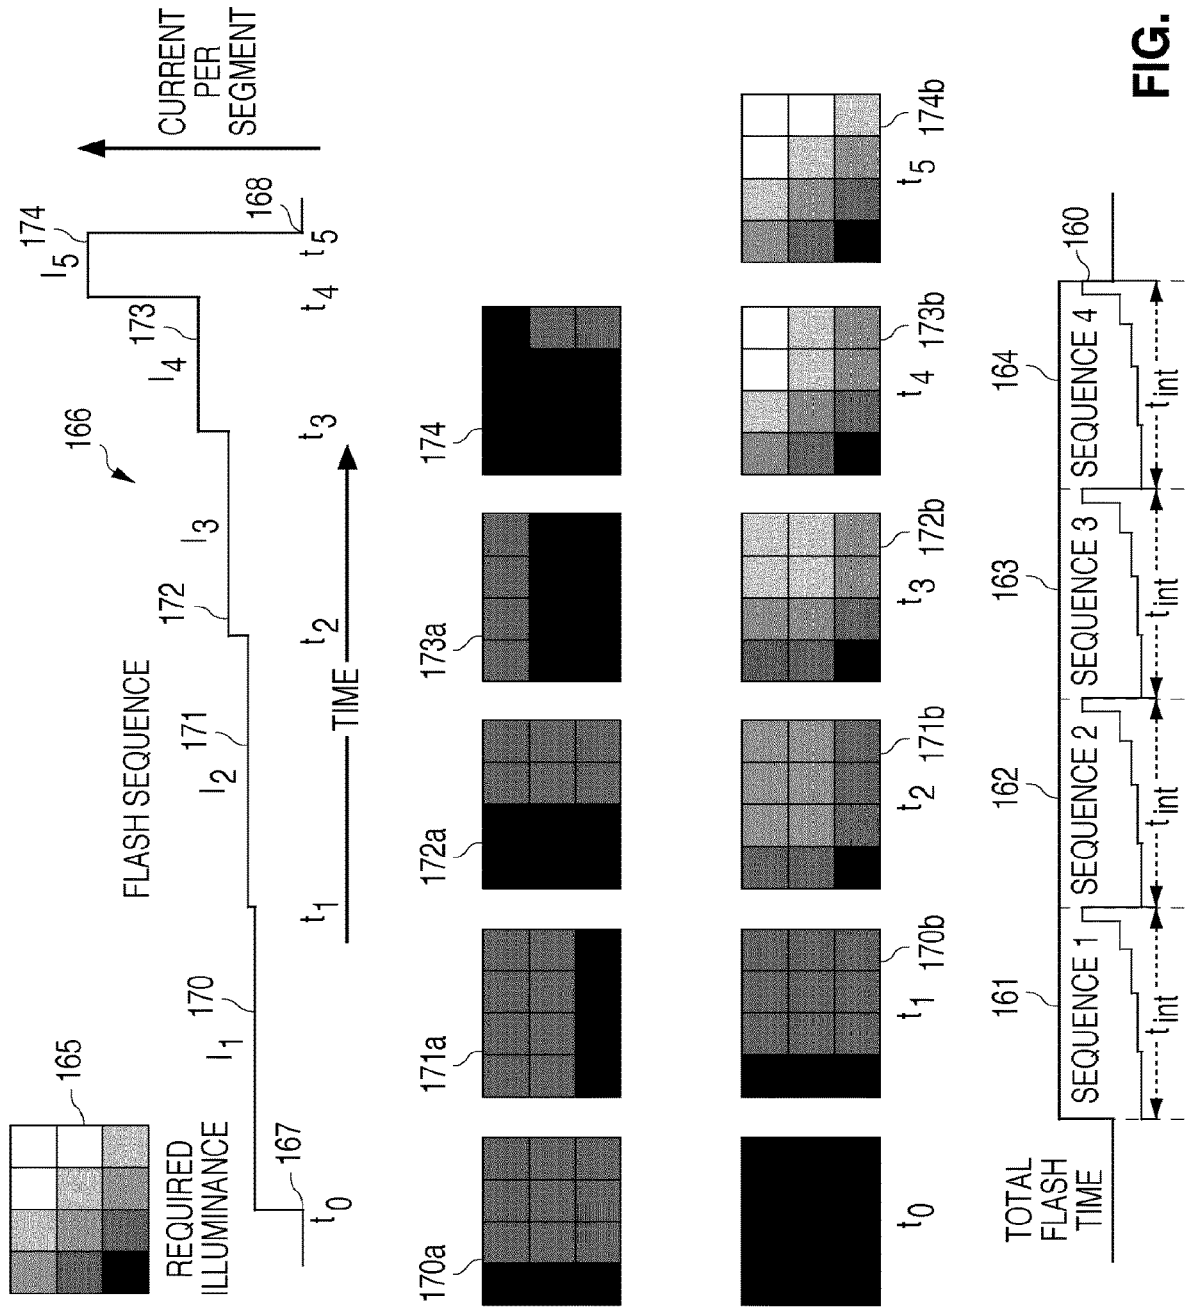 CURRENT
PER
SEGMENT
FLASH SEQUENCE
REQUIRED
ILLUMINANCE
165
166
167
168
170
171
172
173
174
I1
I2
I3
I4
I5
t0
t1
t2
t3
t4
t5
TIME
170a
171a
172a
173a
174
t0
t1
t2
t3
t4
t5
170b
171b
172b
173b
174b
TOTAL
FLASH
TIME
161
162
163
164
160
SEQUENCE 1
SEQUENCE 2
SEQUENCE 3
SEQUENCE 4
tint
tint
tint
tint
FIG.